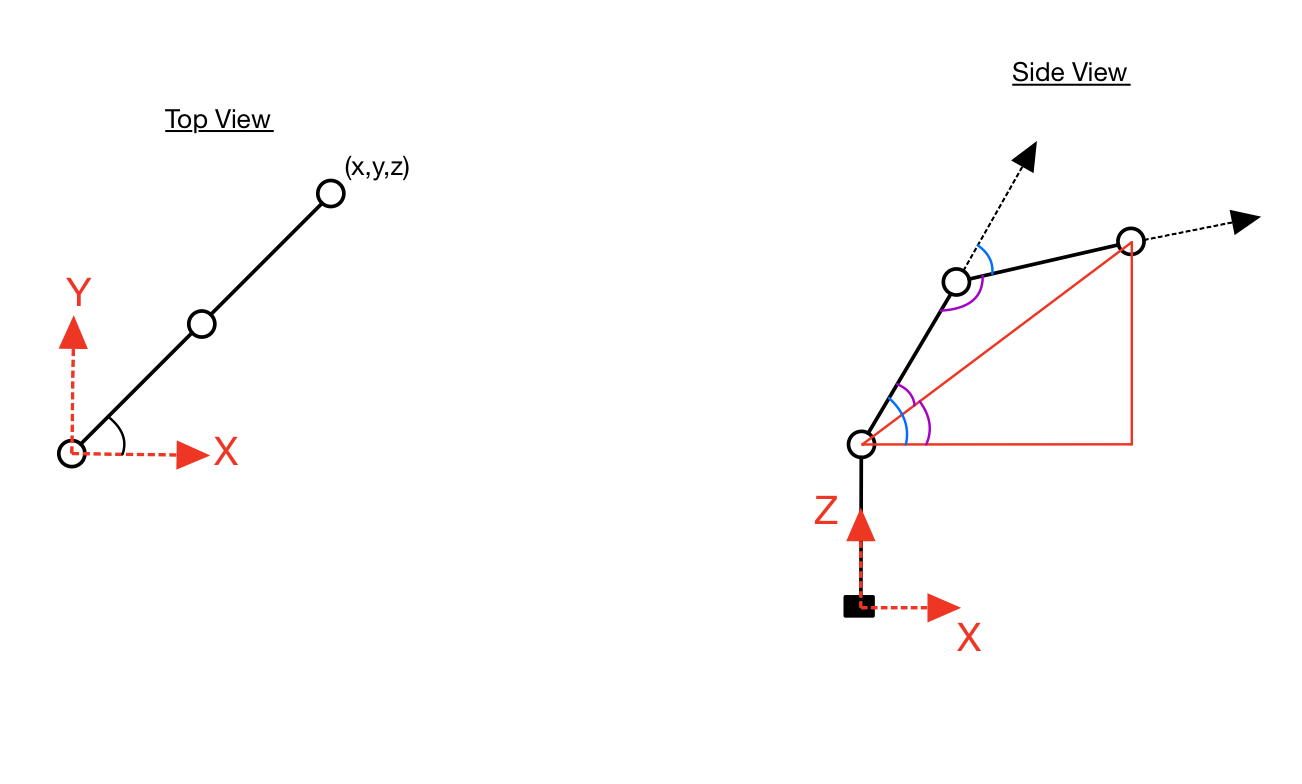 Top View
(x,y,z)
Y
X
Side View
Z
X